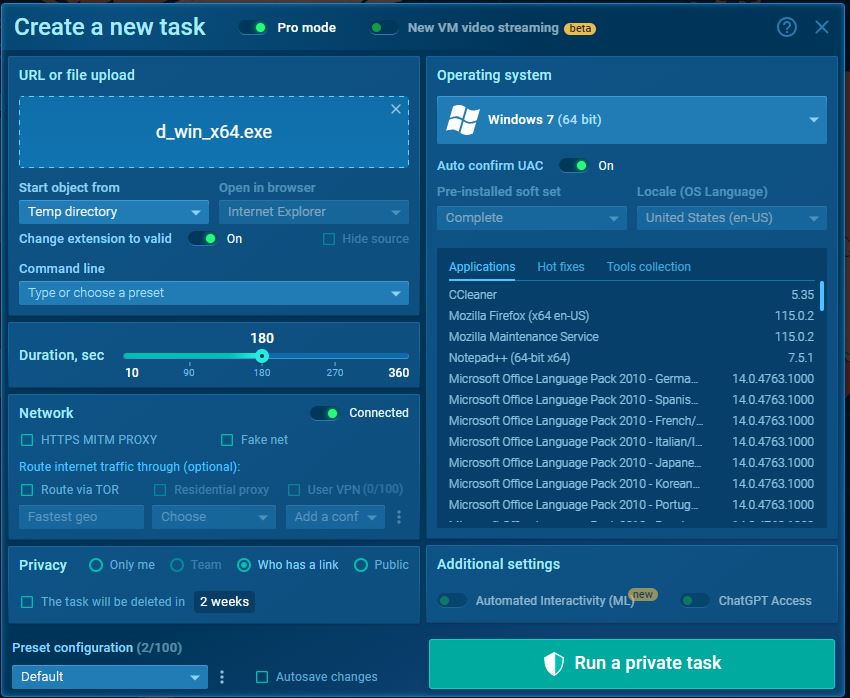 Create a new task
Pro mode
New VM video streaming beta
URL or file upload
d_win_x64.exe
Start object from
Open in browser
Temp directory
Internet Explorer
Change extension to valid
On
Hide source
Command line
Type or choose a preset
180
Duration, sec
10 90 180 270 360
Network
Connected
HTTPS MITM PROXY
Fake net
Route internet traffic through (optional):
Route via TOR
Residential proxy
User VPN (0/100)
Fastest geo
Choose
Add a conf
Privacy
Only me
Team
Who has a link
Public
The task will be deleted in 2 weeks
Preset configuration (2/100)
Default
Autosave changes
Operating system
Windows 7 (64 bit)
Auto confirm UAC
On
Pre-installed soft set
Locale (OS Language)
Complete
United States (en-US)
Applications
Hot fixes
Tools collection
CCleaner 5.35
Mozilla Firefox (x64 en-US) 115.0.2
Mozilla Maintenance Service 115.0.2
Notepad++ (64-bit x64) 7.5.1
Microsoft Office Language Pack 2010 - Germa... 14.0.4763.1000
Microsoft Office Language Pack 2010 - Spanis... 14.0.4763.1000
Microsoft Office Language Pack 2010 - French/... 14.0.4763.1000
Microsoft Office Language Pack 2010 - Italian/I... 14.0.4763.1000
Microsoft Office Language Pack 2010 - Japane... 14.0.4763.1000
Microsoft Office Language Pack 2010 - Korean... 14.0.4763.1000
Microsoft Office Language Pack 2010 - Portug... 14.0.4763.1000
Additional settings
Automated Interactivity (ML) new
ChatGPT Access
Run a private task